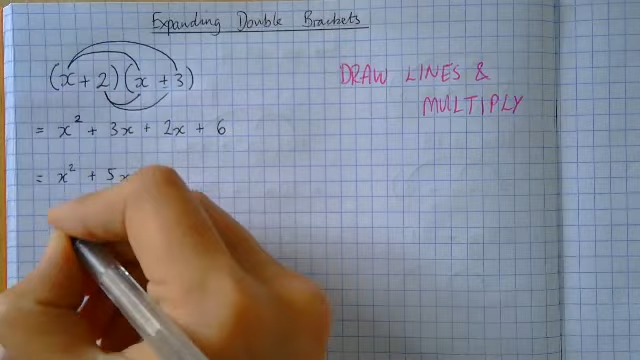 Expanding Double Brackets
(x + 2)(x + 3)
= x² + 3x + 2x + 6
= x² + 5x
DRAW LINES &
MULTIPLY